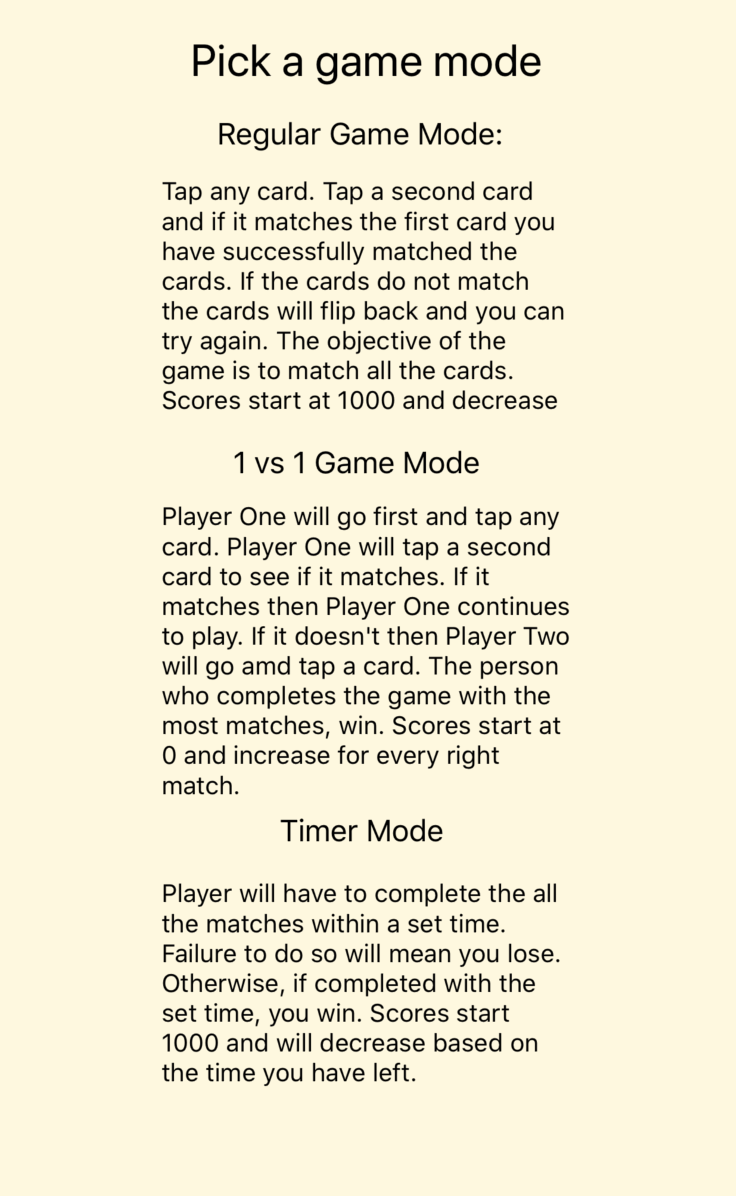 Pick a game mode
Regular Game Mode:
Tap any card. Tap a second card
and if it matches the first card you
have successfully matched the
cards. If the cards do not match
the cards will flip back and you can
try again. The objective of the
game is to match all the cards.
Scores start at 1000 and decrease
1 vs 1 Game Mode
Player One will go first and tap any
card. Player One will tap a second
card to see if it matches. If it
matches then Player One continues
to play. If it doesn't then Player Two
will go amd tap a card. The person
who completes the game with the
most matches, win. Scores start at
0 and increase for every right
match.
Timer Mode
Player will have to complete the all
the matches within a set time.
Failure to do so will mean you lose.
Otherwise, if completed with the
set time, you win. Scores start
1000 and will decrease based on
the time you have left.